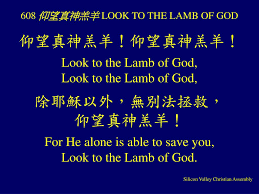 608 仰望真神羔羊 LOOK TO THE LAMB OF GOD
仰望真神羔羊！仰望真神羔羊！
Look to the Lamb of God,
Look to the Lamb of God,
除耶穌以外，無別法拯救，
仰望真神羔羊！
For He alone is able to save you,
Look to the Lamb of God.
Silicon Valley Christian Assembly